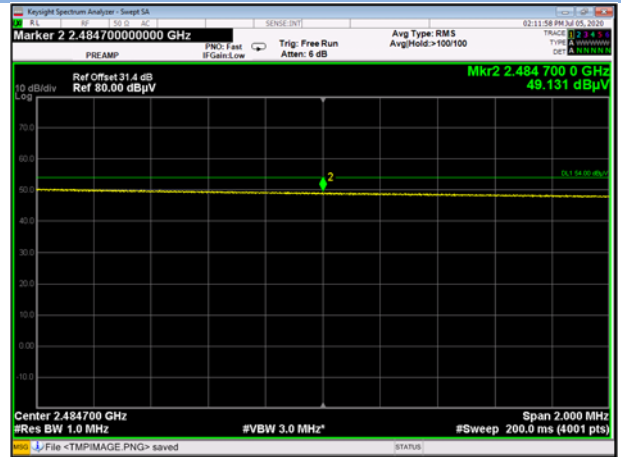 Keysight Spectrum Analyzer - Swept SA
RL RF 50 Ω AC SENSE:INT 02:11:58 PM Jul 05, 2020
Marker 2 2.484700000000 GHz
PREAMP
PNO: Fast
IFGain:Low
Trig: Free Run
Atten: 6 dB
Avg Type: RMS
Avg|Hold:>100/100
TRACE 1 2 3 4 5 6
TYPE A WWWWW
DET A N N N N N
Mkr2 2.484 700 0 GHz
49.131 dBµV
Ref Offset 31.4 dB
10 dB/div Ref 80.00 dBµV
Log
70.0
60.0
DL1 54.00 dBµV
2
50.0
40.0
30.0
20.0
10.0
0.00
-10.0
Center 2.484700 GHz Span 2.000 MHz
#Res BW 1.0 MHz #VBW 3.0 MHz* #Sweep 200.0 ms (4001 pts)
MSG File <TMPIMAGE.PNG> saved STATUS